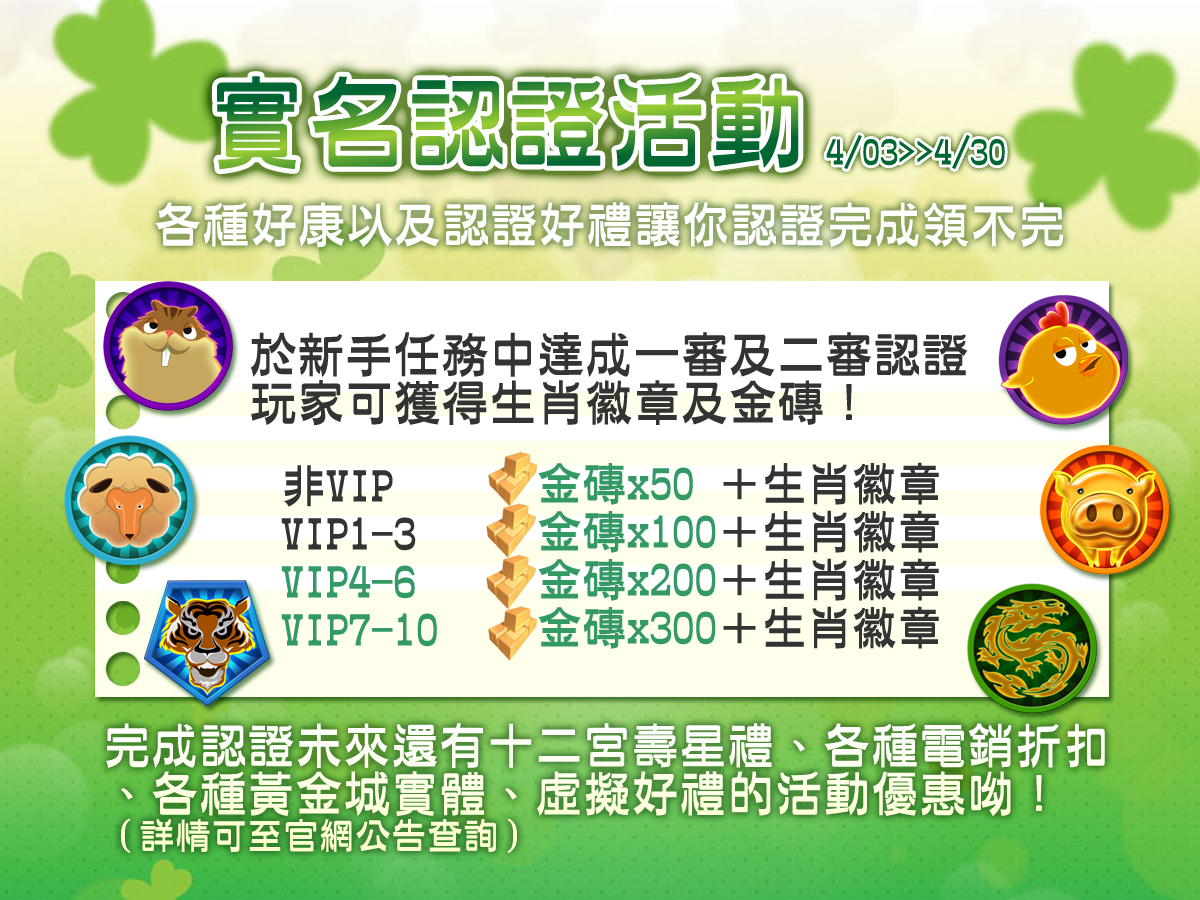 實名認證活動 4/03>>4/30
各種好康以及認證好禮讓你認證完成領不完
於新手任務中達成一審及二審認證
玩家可獲得生肖徽章及金磚！
非VIP 金磚x50 ＋生肖徽章
VIP1-3 金磚x100＋生肖徽章
VIP4-6 金磚x200＋生肖徽章
VIP7-10 金磚x300＋生肖徽章
完成認證未來還有十二宮壽星禮、各種電銷折扣
、各種黃金城實體、虛擬好禮的活動優惠呦！
（詳情可至官網公告查詢）